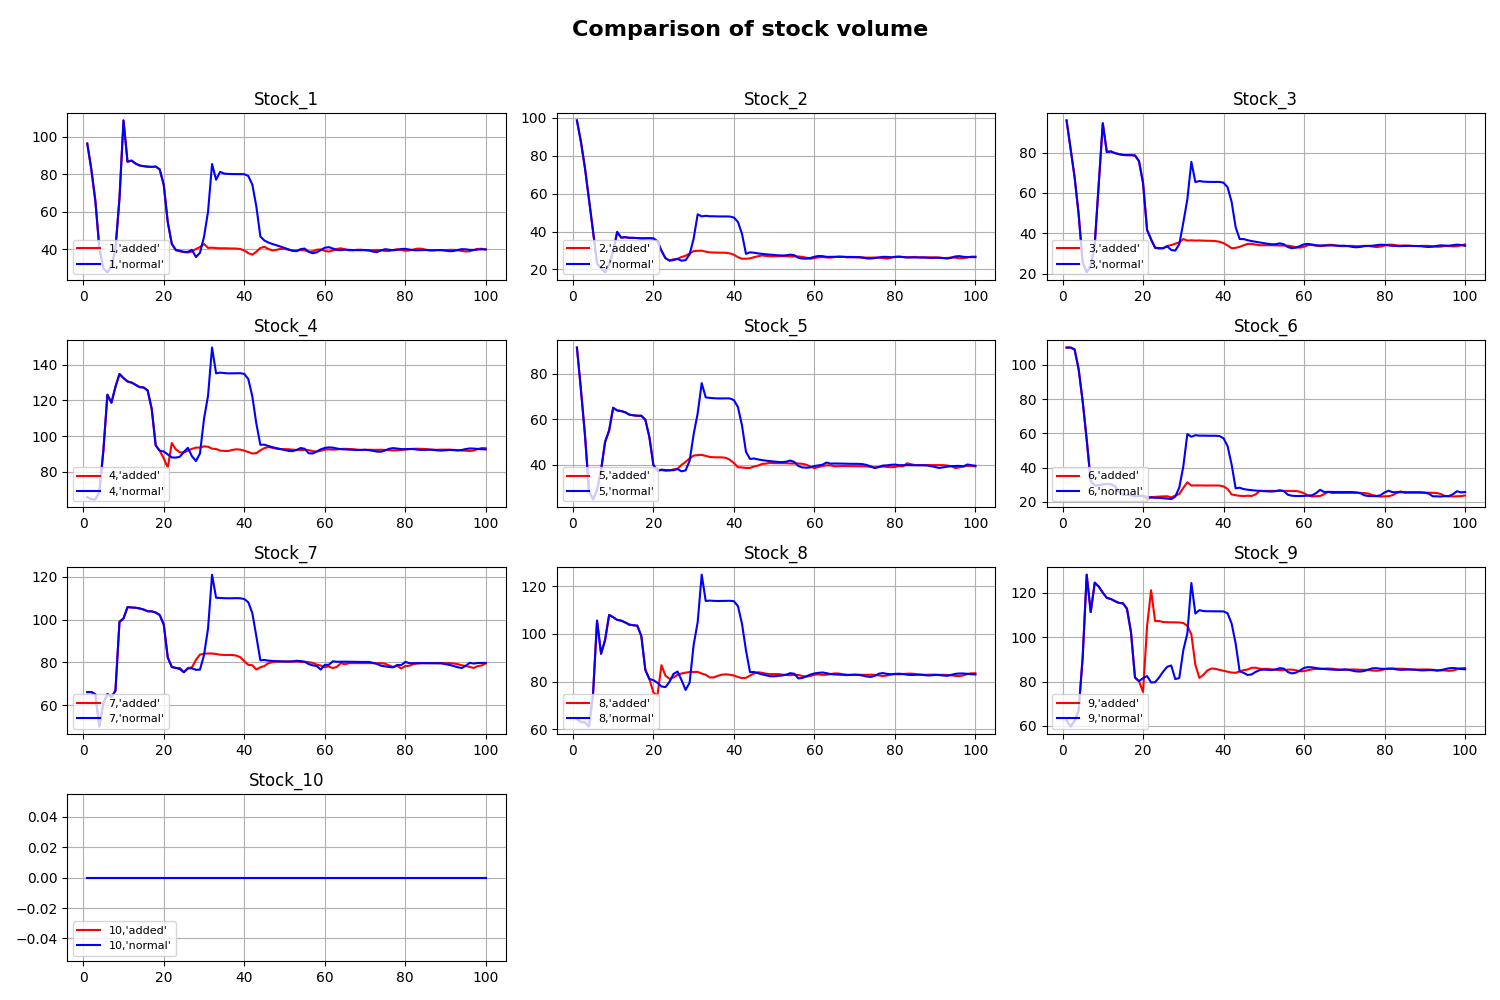 Comparison of stock volume
Stock_1
100
80
60
40
1,'added'
1,'normal'
0 20 40 60 80 100
Stock_2
100
80
60
40
20
2,'added'
2,'normal'
0 20 40 60 80 100
Stock_3
80
60
40
20
3,'added'
3,'normal'
0 20 40 60 80 100
Stock_4
140
120
100
80
4,'added'
4,'normal'
0 20 40 60 80 100
Stock_5
80
60
40
5,'added'
5,'normal'
0 20 40 60 80 100
Stock_6
100
80
60
40
20
6,'added'
6,'normal'
0 20 40 60 80 100
Stock_7
120
100
80
60
7,'added'
7,'normal'
0 20 40 60 80 100
Stock_8
120
100
80
60
8,'added'
8,'normal'
0 20 40 60 80 100
Stock_9
120
100
80
60
9,'added'
9,'normal'
0 20 40 60 80 100
Stock_10
0.04
0.02
0.00
−0.02
−0.04
10,'added'
10,'normal'
0 20 40 60 80 100